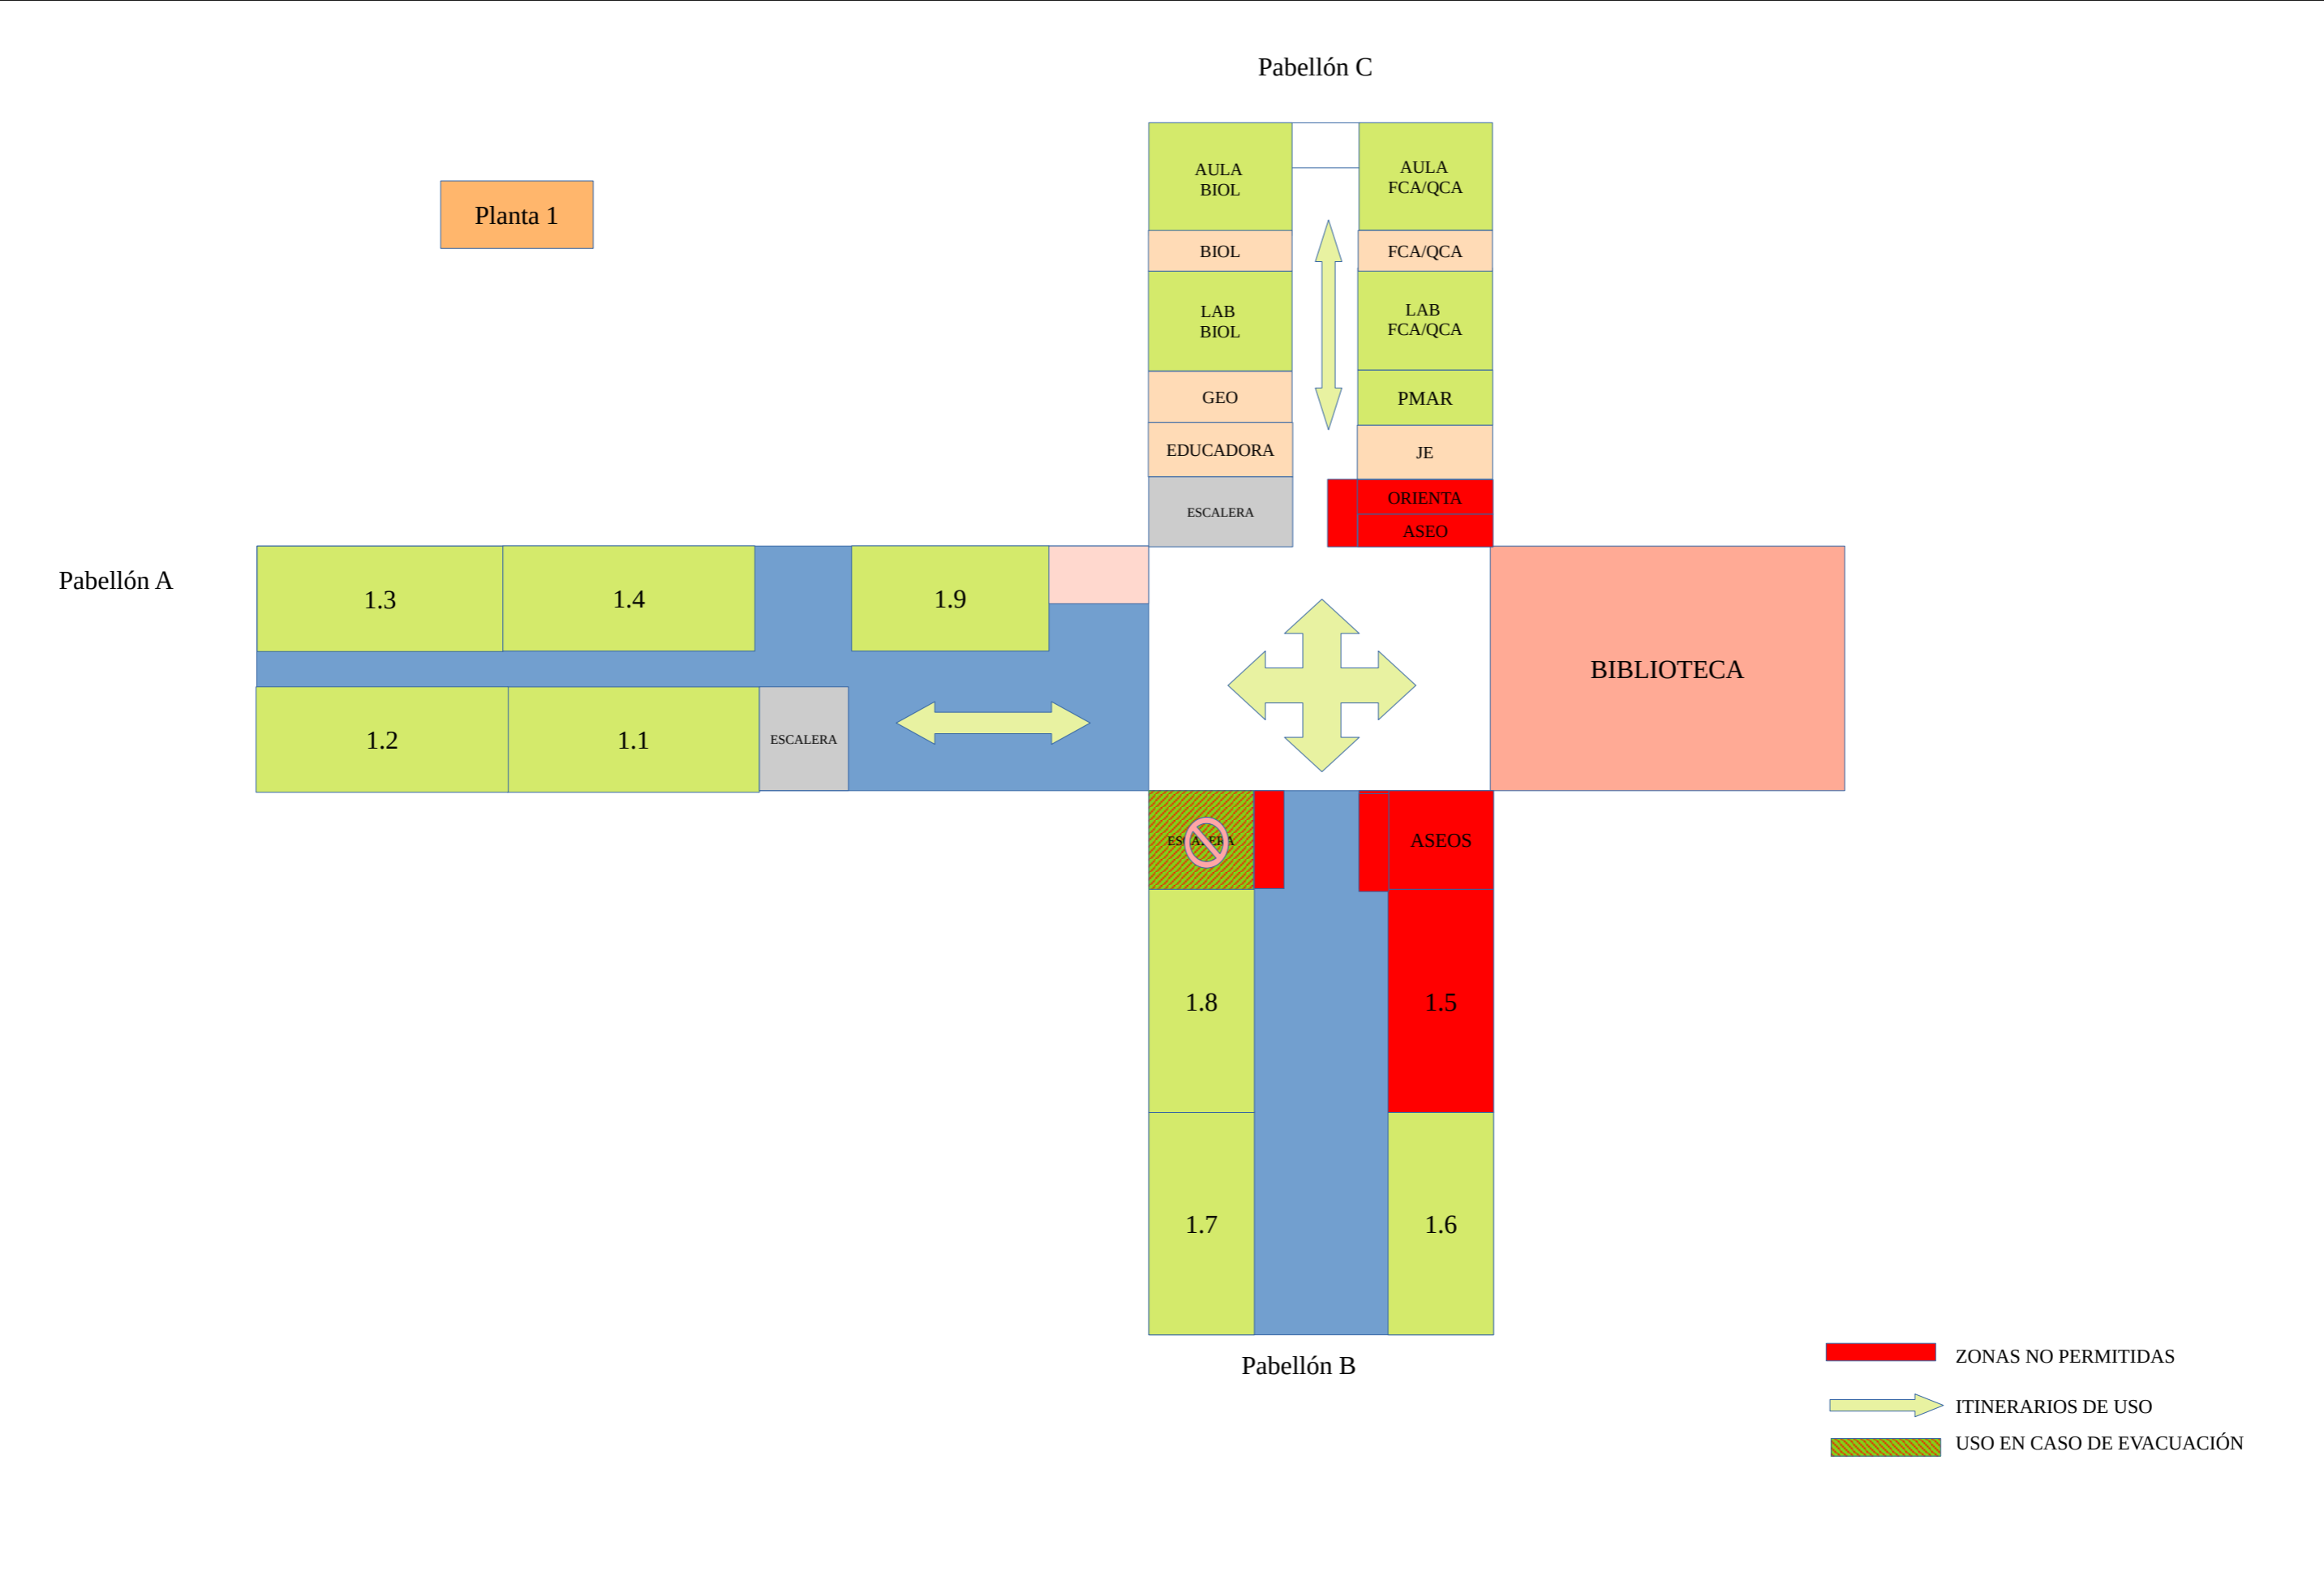 Pabellón C
Planta 1
AULA
BIOL
AULA
FCA/QCA
BIOL
FCA/QCA
LAB
BIOL
LAB
FCA/QCA
GEO
PMAR
EDUCADORA
JE
ESCALERA
ORIENTA
ASEO
Pabellón A
1.3
1.4
1.9
BIBLIOTECA
1.2
1.1
ESCALERA
ESCALERA
ASEOS
1.8
1.5
1.7
1.6
Pabellón B
ZONAS NO PERMITIDAS
ITINERARIOS DE USO
USO EN CASO DE EVACUACIÓN